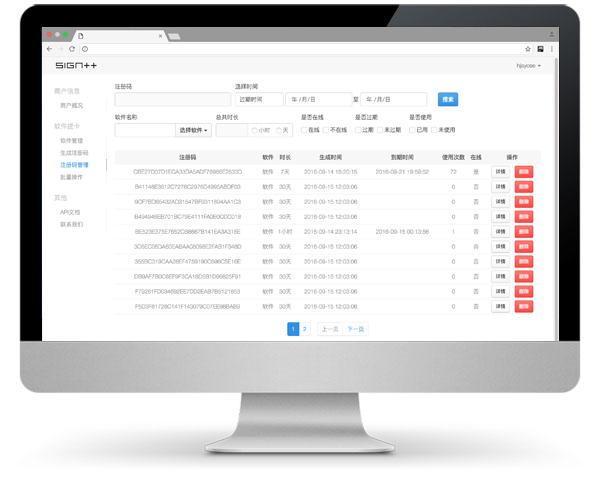 SIGN++
hjaycee
商户信息
商户概况
软件提卡
软件管理
生成注册码
注册码管理
批量操作
其他
API文档
联系我们
注册码 选择时间
过期时间 年 /月/日 至 年 /月/日 搜索
软件名称 总共时长 是否在线 是否过期 是否使用
选择软件 小时 天 在线 不在线 过期 未过期 已用 未使用
注册码 软件 时长 生成时间 到期时间 使用次数 在线 操作
软件 7天 2016-09-14 15:20:15 2016-09-21 19:59:52 72 是 详情 删除
软件 30天 2016-09-15 12:03:06 0 否 详情 删除
软件 30天 2016-09-15 12:03:06 0 否 详情 删除
软件 30天 2016-09-15 12:03:06 0 否 详情 删除
软件 1小时 2016-09-14 23:13:14 2016-09-15 00:13:56 1 否 详情 删除
软件 30天 2016-09-15 12:03:06 0 否 详情 删除
软件 30天 2016-09-15 12:03:06 0 否 详情 删除
软件 30天 2016-09-15 12:03:06 0 否 详情 删除
软件 30天 2016-09-15 12:03:06 0 否 详情 删除
软件 30天 2016-09-15 12:03:06 0 否 详情 删除
1 2 上一页 下一页